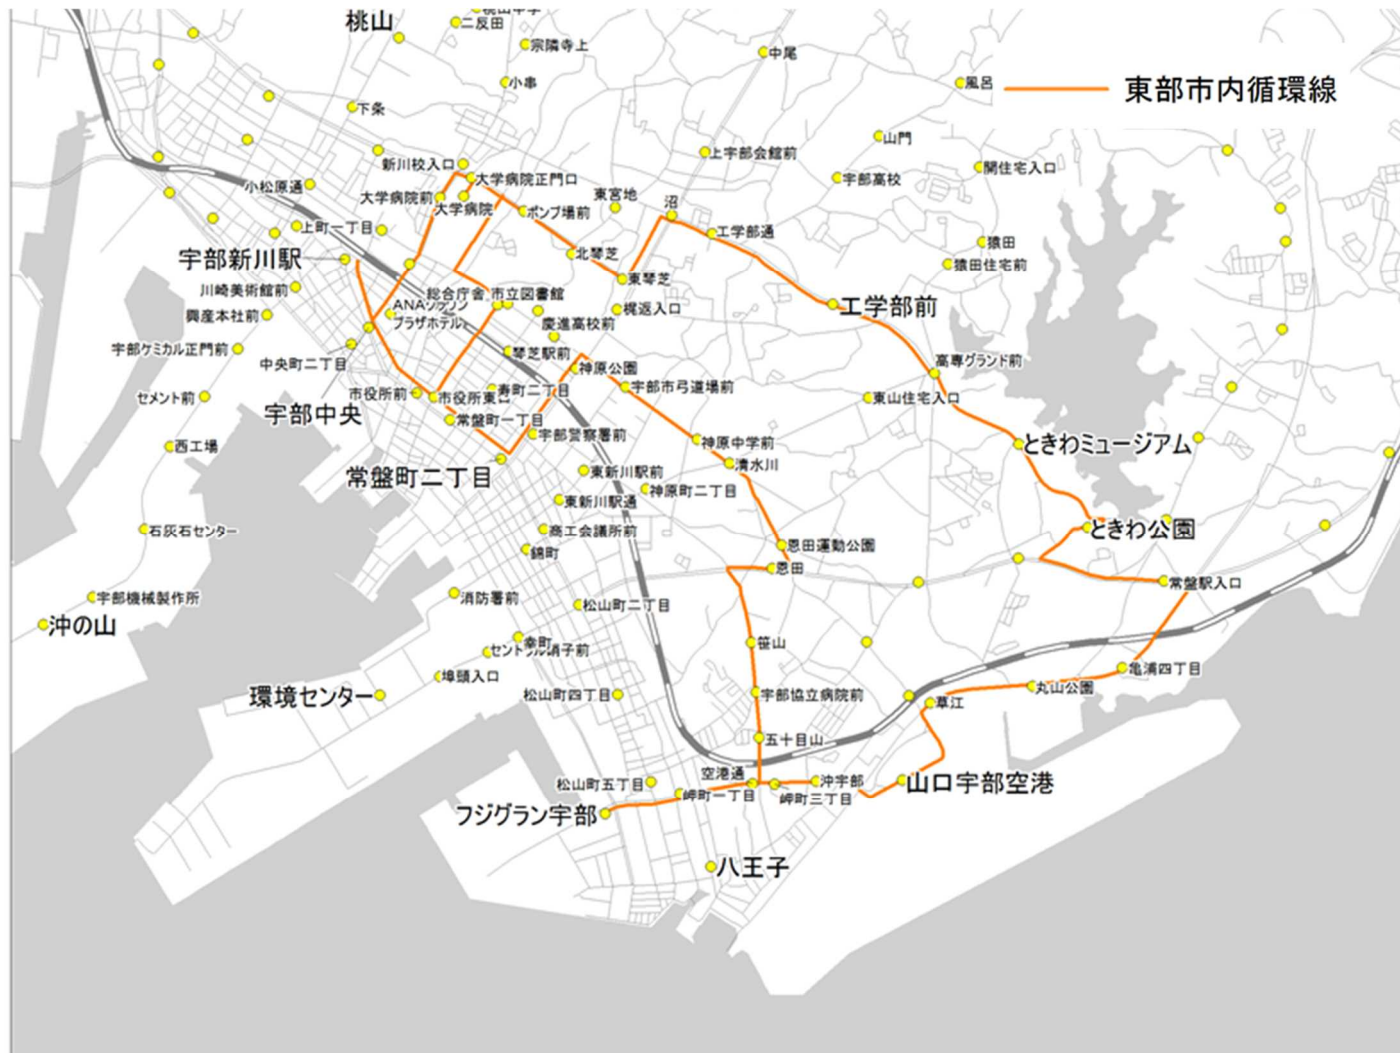 桃山
二反田
宗隣寺上
中尾
小串
風呂
東部市内循環線
下条
山門
上宇部会館前
新川校入口
関住宅入口
大学病院正門口
宇部高校
小松原通
大学病院前
東宮地
大学病院
ポンプ場前
沼
上町一丁目
工学部通
猿田
宇部新川駅
北琴芝
猿田住宅前
東琴芝
川崎美術館前
総合庁舎
市立図書館
ANAクラウン
プラザホテル
梶返入口
工学部前
興産本社前
慶進高校前
宇部ケミカル正門前
中央町二丁目
琴芝駅前
高専グランド前
神原公園
宇部市弓道場前
セメント前
市役所前
市役所東口
寿町二丁目
東山住宅入口
宇部中央
常盤町一丁目
宇部警察署前
神原中学前
ときわミュージアム
西工場
常盤町二丁目
東新川駅前
清水川
神原町二丁目
東新川駅通
石灰石センター
商工会議所前
ときわ公園
錦町
恩田運動公園
恩田
常盤駅入口
宇部機械製作所
消防署前
松山町二丁目
沖の山
幸町
セントラル硝子前
笹山
埠頭入口
亀浦四丁目
環境センター
松山町四丁目
宇部協立病院前
丸山公園
草江
五十目山
空港通
松山町五丁目
沖宇部
山口宇部空港
岬町一丁目
岬町三丁目
フジグラン宇部
八王子